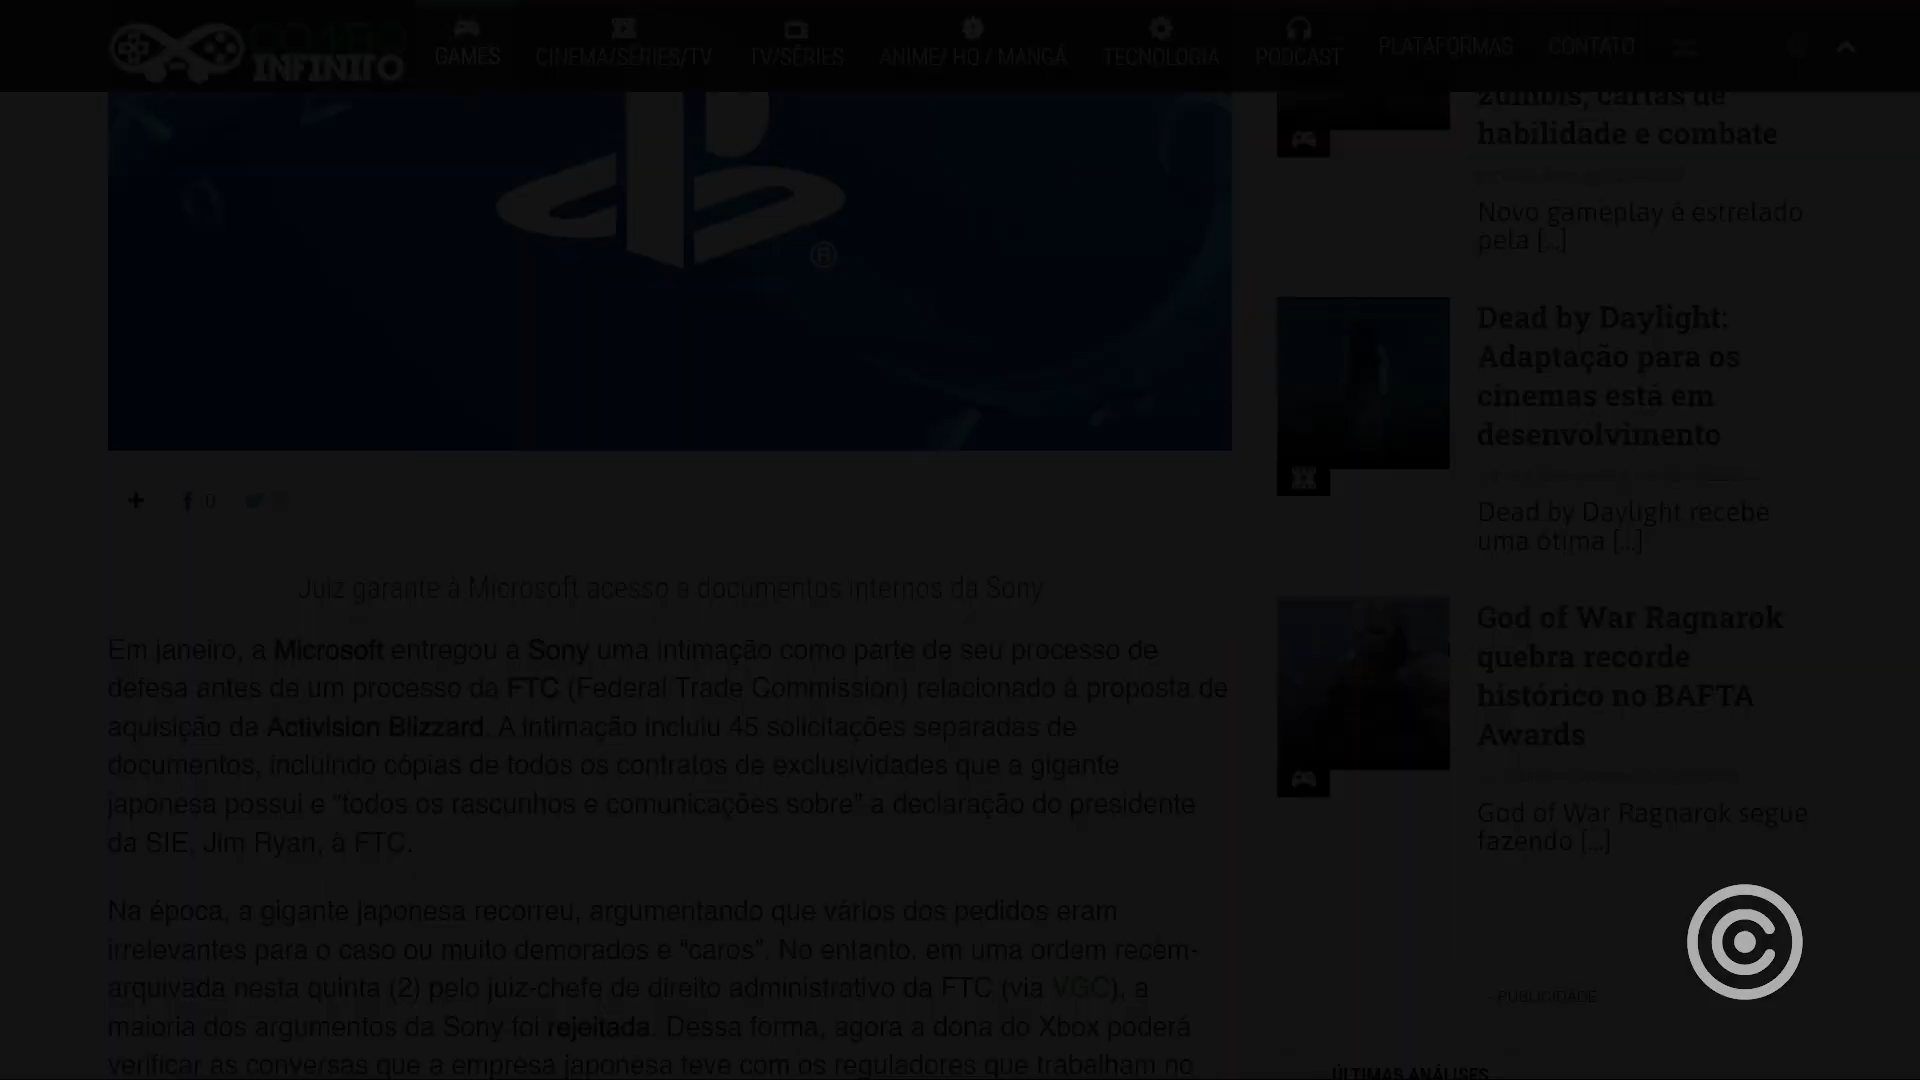 COMBO
INFINITO
GAMES
CINEMA/SÉRIES/TV
TV/SÉRIES
ANIME/ HQ / MANGÁ
TECNOLOGIA
PODCAST
PLATAFORMAS
CONTATO
®
0
Juiz garante à Microsoft acesso a documentos internos da Sony
Em janeiro, a Microsoft entregou à Sony uma intimação como parte de seu processo de
defesa antes de um processo da FTC (Federal Trade Commission) relacionado à proposta de
aquisição da Activision Blizzard. A intimação incluiu 45 solicitações separadas de
documentos, incluindo cópias de todos os contratos de exclusividades que a gigante
japonesa possui e “todos os rascunhos e comunicações sobre” a declaração do presidente
da SIE, Jim Ryan, à FTC.
Na época, a gigante japonesa recorreu, argumentando que vários dos pedidos eram
irrelevantes para o caso ou muito demorados e “caros”. No entanto, em uma ordem recém-
arquivada nesta quinta (2) pelo juiz-chefe de direito administrativo da FTC (via VGC), a
maioria dos argumentos da Sony foi rejeitada. Dessa forma, agora a dona do Xbox poderá
verificar as conversas que a empresa japonesa teve com os reguladores que trabalham no
zumbis, cartas de
habilidade e combate
Novo gameplay é estrelado
pela [...]
Dead by Daylight:
Adaptação para os
cinemas está em
desenvolvimento
Dead by Daylight recebe
uma ótima [...]
God of War Ragnarok
quebra recorde
histórico no BAFTA
Awards
God of War Ragnarok segue
fazendo [...]
- PUBLICIDADE
ÚLTIMAS ANÁLISES